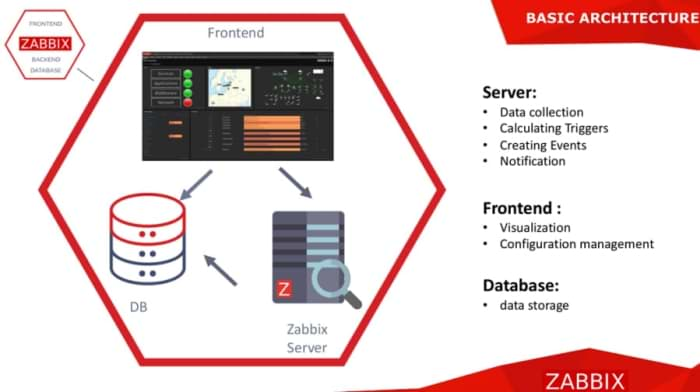 FRONTEND
ZABBIX
BACKEND
DATABASE
BASIC ARCHITECTURE
Frontend
DB
Z
Zabbix
Server
Server:
• Data collection
• Calculating Triggers
• Creating Events
• Notification
Frontend :
• Visualization
• Configuration management
Database:
• data storage
ZABBIX